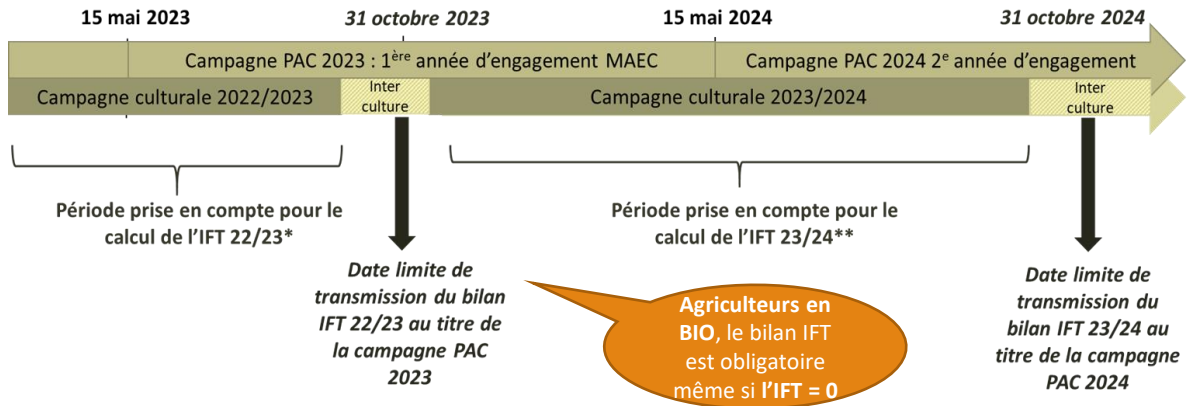 15 mai 2023
31 octobre 2023
15 mai 2024
31 octobre 2024
Campagne PAC 2023 : 1ère année d'engagement MAEC
Campagne PAC 2024 2e année d'engagement
Campagne culturale 2022/2023
Inter
culture
Campagne culturale 2023/2024
Inter
culture
Période prise en compte pour le
calcul de l'IFT 22/23*
Période prise en compte pour le
calcul de l'IFT 23/24**
Date limite de
transmission du bilan
IFT 22/23 au titre de
la campagne PAC
2023
Agriculteurs en
BIO, le bilan IFT
est obligatoire
même si l'IFT = 0
Date limite de
transmission du
bilan IFT 23/24 au
titre de la campagne
PAC 2024